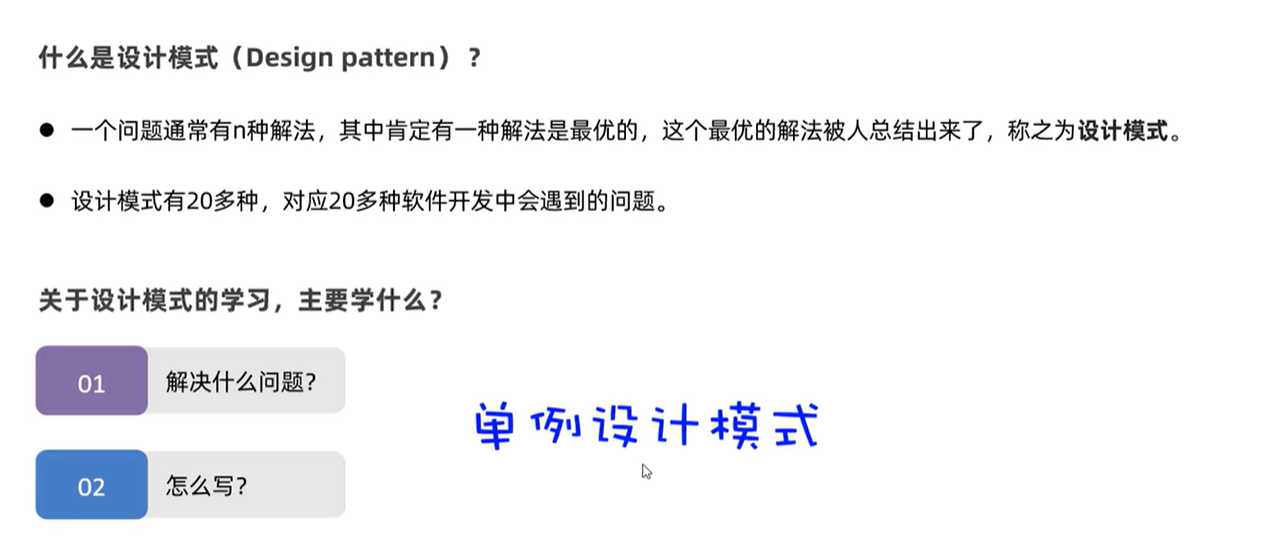 什么是设计模式（Design pattern）？
● 一个问题通常有n种解法，其中肯定有一种解法是最优的，这个最优的解法被人总结出来了，称之为设计模式。
● 设计模式有20多种，对应20多种软件开发中会遇到的问题。
关于设计模式的学习，主要学什么？
01 解决什么问题？
单例设计模式
02 怎么写？